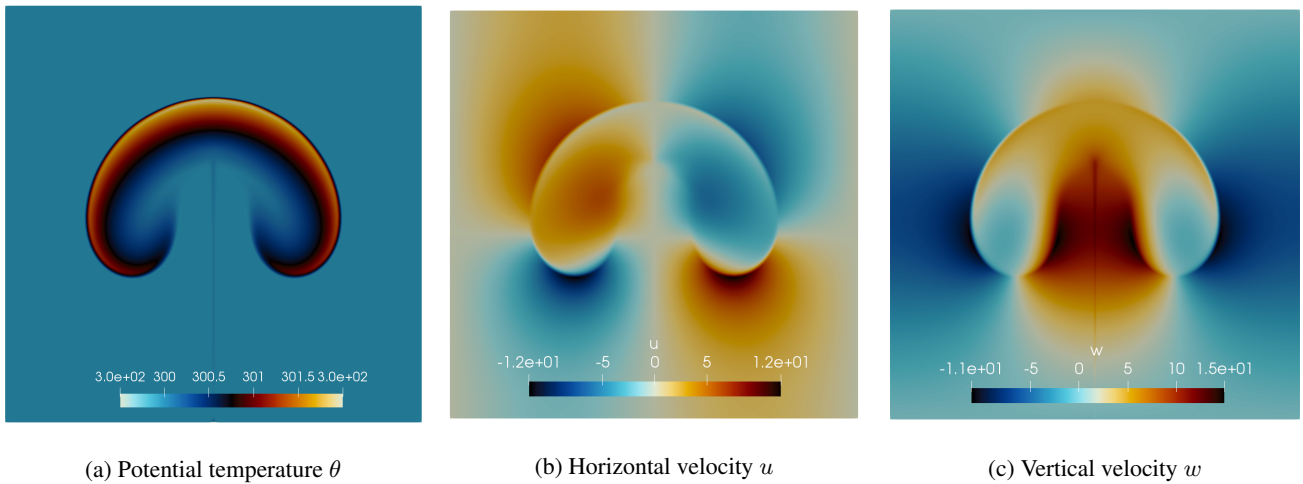 3.0e+02 300 300.5 301 301.5 3.0e+02
u
-1.2e+01 -5 0 5 1.2e+01
w
-1.1e+01 -5 0 5 10 1.5e+01
(a) Potential temperature θ
(b) Horizontal velocity u
(c) Vertical velocity w